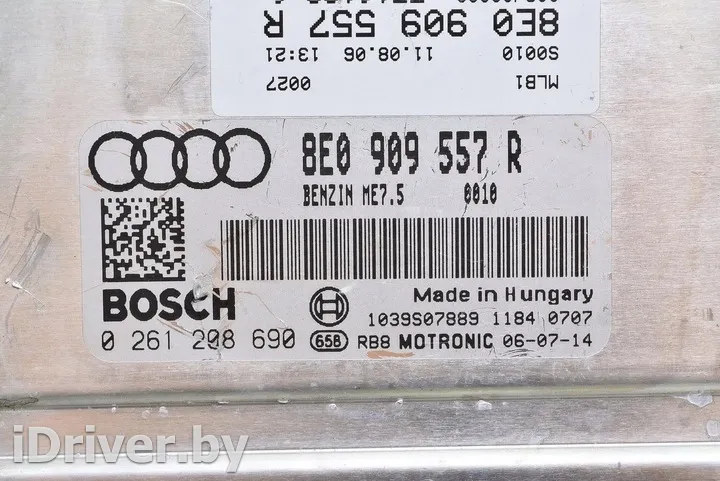 8E0 909 557 R
S0010 11.08.06 13:21
MLB1 0027
8E0 909 557 R
BENZIN ME7.5 0010
BOSCH
Made in Hungary
1039S07889 1184 0707
0 261 208 690 658 RB8 MOTRONIC 06-07-14
iDriver.by